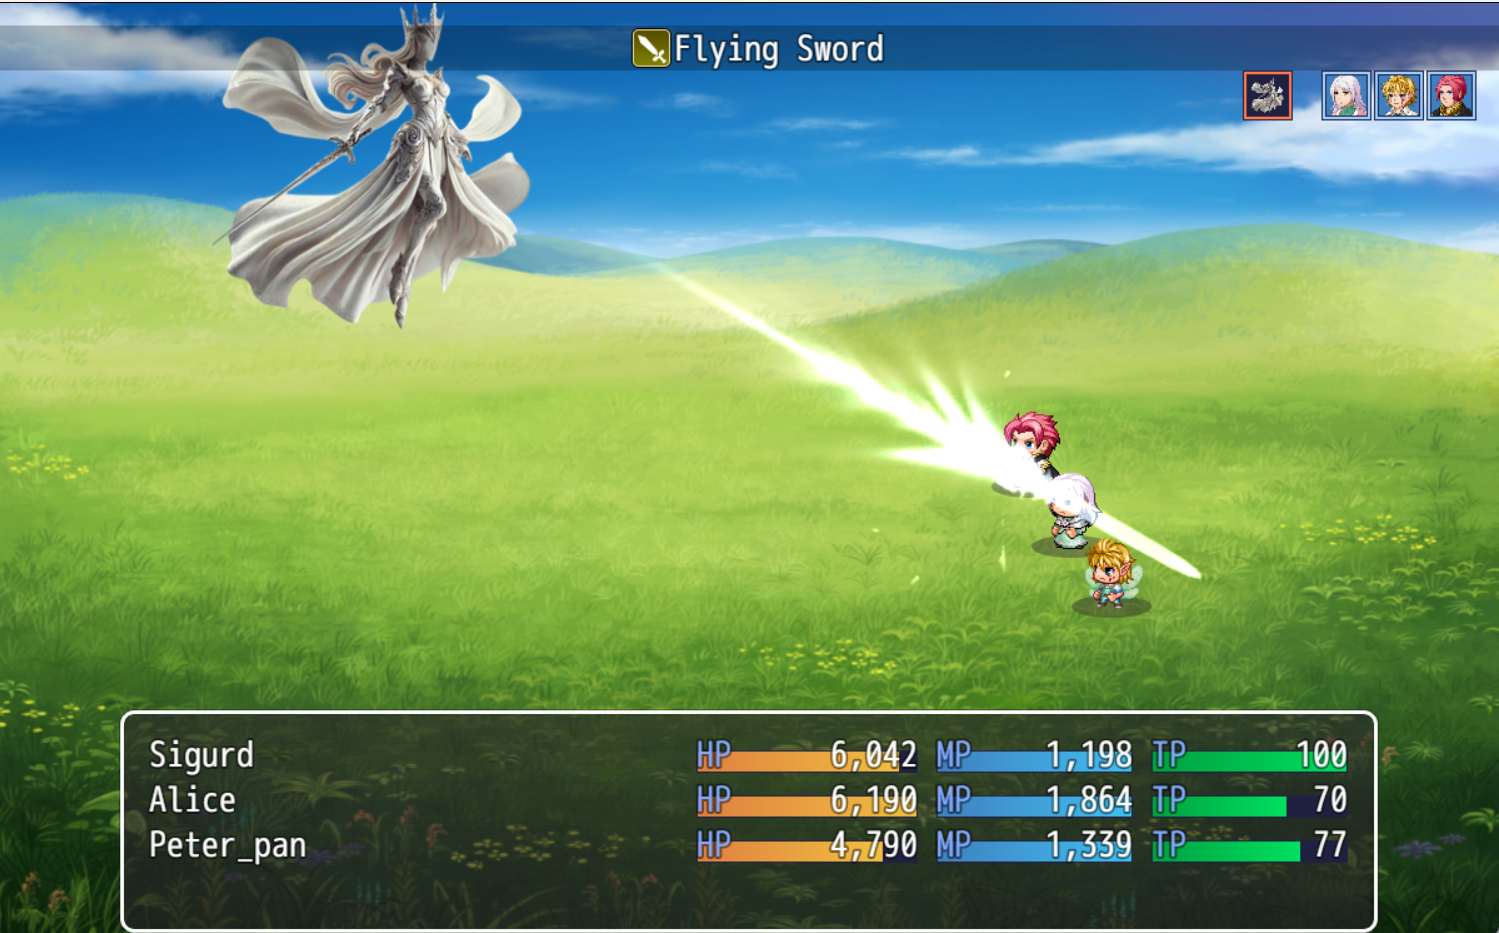 Flying Sword
Sigurd HP 6,042 MP 1,198 TP 100
Alice HP 6,190 MP 1,864 TP 70
Peter_pan HP 4,790 MP 1,339 TP 77